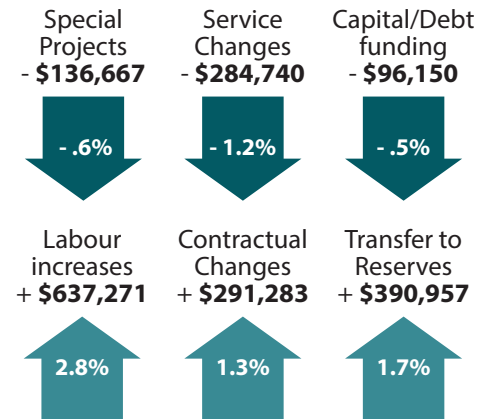 Special
Projects
- $136,667
Service
Changes
- $284,740
Capital/Debt
funding
- $96,150
- .6%
- 1.2%
- .5%
Labour
increases
+ $637,271
Contractual
Changes
+ $291,283
Transfer to
Reserves
+ $390,957
2.8%
1.3%
1.7%